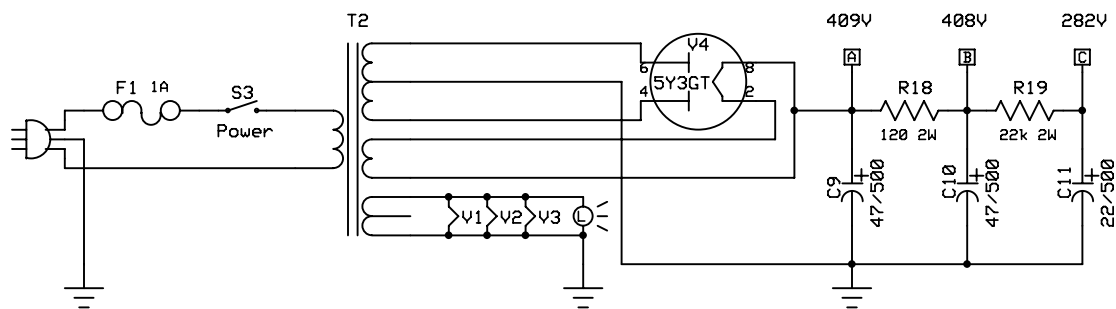 T2
409V
408V
282V
V4
A
B
C
6
8
5Y3GT
4
2
F1 1A
S3
Power
R18
R19
120 2W
22k 2W
C9
47/500
C10
47/500
C11
22/500
V1
V2
V3
L